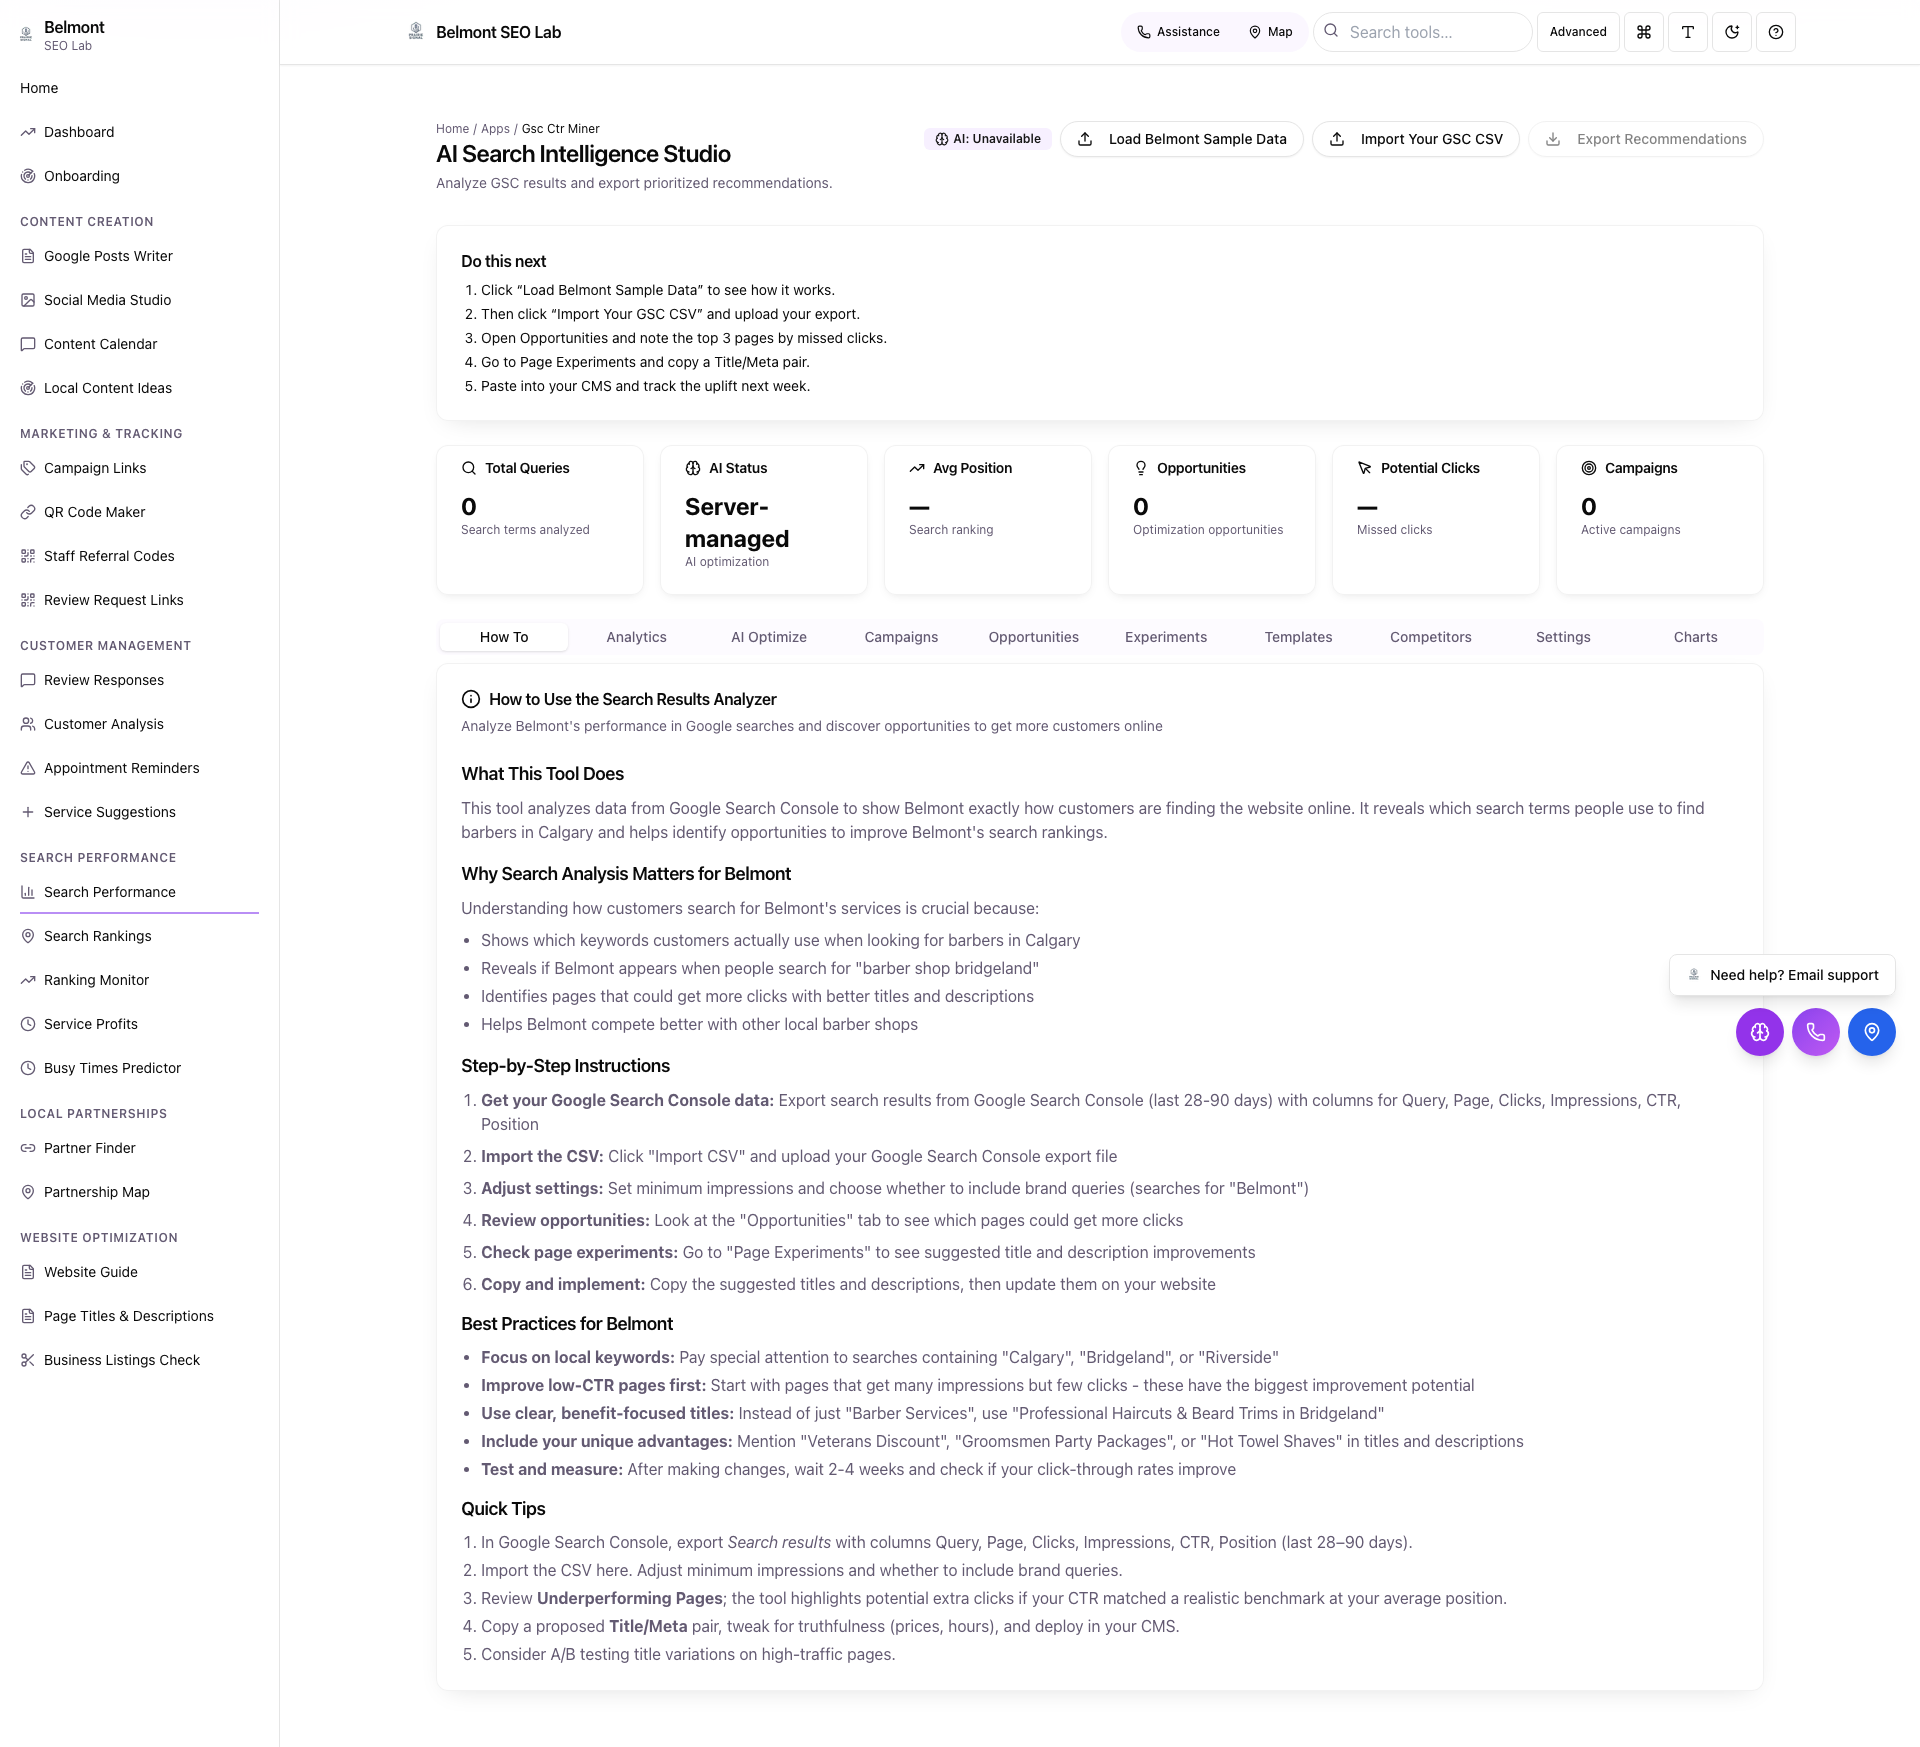 Belmont
SEO Lab
Home
Dashboard
Onboarding
CONTENT CREATION
Google Posts Writer
Social Media Studio
Content Calendar
Local Content Ideas
MARKETING & TRACKING
Campaign Links
QR Code Maker
Staff Referral Codes
Review Request Links
CUSTOMER MANAGEMENT
Review Responses
Customer Analysis
Appointment Reminders
Service Suggestions
SEARCH PERFORMANCE
Search Performance
Search Rankings
Ranking Monitor
Service Profits
Busy Times Predictor
LOCAL PARTNERSHIPS
Partner Finder
Partnership Map
WEBSITE OPTIMIZATION
Website Guide
Page Titles & Descriptions
Business Listings Check
Belmont SEO Lab
Assistance
Map
Search tools...
Advanced
Home / Apps / Gsc Ctr Miner
AI Search Intelligence Studio
Analyze GSC results and export prioritized recommendations.
AI: Unavailable
Load Belmont Sample Data
Import Your GSC CSV
Export Recommendations
Do this next
1. Click “Load Belmont Sample Data” to see how it works.
2. Then click “Import Your GSC CSV” and upload your export.
3. Open Opportunities and note the top 3 pages by missed clicks.
4. Go to Page Experiments and copy a Title/Meta pair.
5. Paste into your CMS and track the uplift next week.
Total Queries
0
Search terms analyzed
AI Status
Server-
managed
AI optimization
Avg Position
—
Search ranking
Opportunities
0
Optimization opportunities
Potential Clicks
—
Missed clicks
Campaigns
0
Active campaigns
How To
Analytics
AI Optimize
Campaigns
Opportunities
Experiments
Templates
Competitors
Settings
Charts
How to Use the Search Results Analyzer
Analyze Belmont's performance in Google searches and discover opportunities to get more customers online
What This Tool Does
This tool analyzes data from Google Search Console to show Belmont exactly how customers are finding the website online. It reveals which search terms people use to find
barbers in Calgary and helps identify opportunities to improve Belmont's search rankings.
Why Search Analysis Matters for Belmont
Understanding how customers search for Belmont's services is crucial because:
• Shows which keywords customers actually use when looking for barbers in Calgary
• Reveals if Belmont appears when people search for "barber shop bridgeland"
• Identifies pages that could get more clicks with better titles and descriptions
• Helps Belmont compete better with other local barber shops
Step-by-Step Instructions
1. Get your Google Search Console data: Export search results from Google Search Console (last 28-90 days) with columns for Query, Page, Clicks, Impressions, CTR,
Position
2. Import the CSV: Click "Import CSV" and upload your Google Search Console export file
3. Adjust settings: Set minimum impressions and choose whether to include brand queries (searches for "Belmont")
4. Review opportunities: Look at the "Opportunities" tab to see which pages could get more clicks
5. Check page experiments: Go to "Page Experiments" to see suggested title and description improvements
6. Copy and implement: Copy the suggested titles and descriptions, then update them on your website
Best Practices for Belmont
• Focus on local keywords: Pay special attention to searches containing "Calgary", "Bridgeland", or "Riverside"
• Improve low-CTR pages first: Start with pages that get many impressions but few clicks - these have the biggest improvement potential
• Use clear, benefit-focused titles: Instead of just "Barber Services", use "Professional Haircuts & Beard Trims in Bridgeland"
• Include your unique advantages: Mention "Veterans Discount", "Groomsmen Party Packages", or "Hot Towel Shaves" in titles and descriptions
• Test and measure: After making changes, wait 2-4 weeks and check if your click-through rates improve
Quick Tips
1. In Google Search Console, export Search results with columns Query, Page, Clicks, Impressions, CTR, Position (last 28–90 days).
2. Import the CSV here. Adjust minimum impressions and whether to include brand queries.
3. Review Underperforming Pages; the tool highlights potential extra clicks if your CTR matched a realistic benchmark at your average position.
4. Copy a proposed Title/Meta pair, tweak for truthfulness (prices, hours), and deploy in your CMS.
5. Consider A/B testing title variations on high-traffic pages.
Need help? Email support